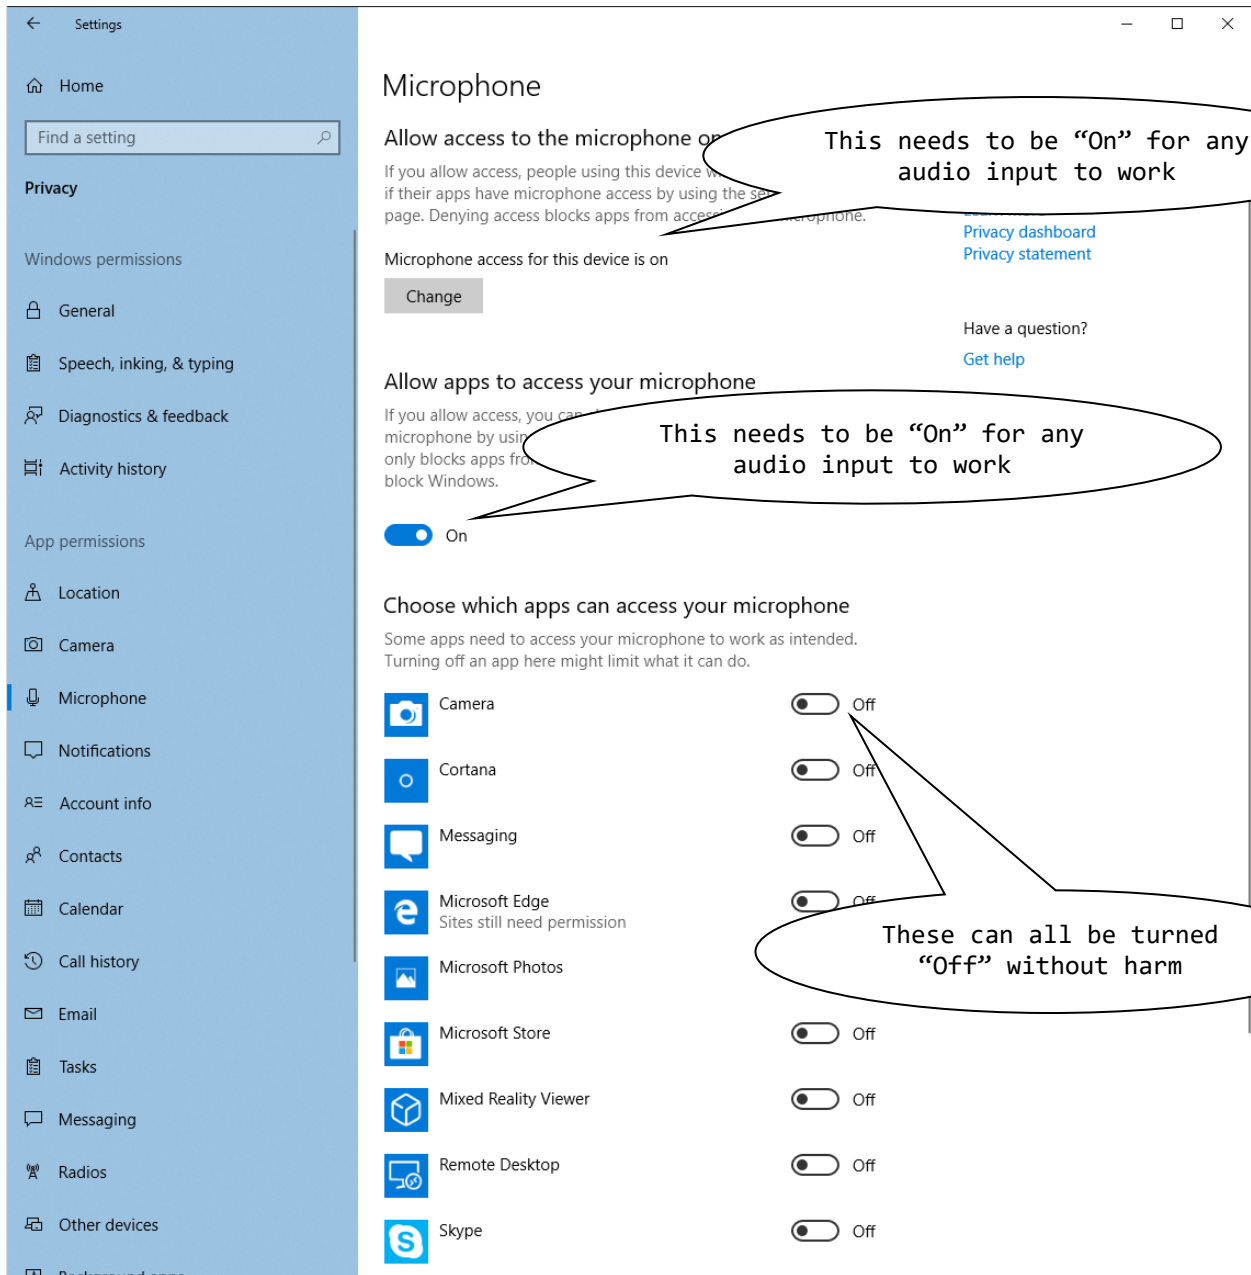 Settings
Home
Find a setting
Privacy
Windows permissions
General
Speech, inking, & typing
Diagnostics & feedback
Activity history
App permissions
Location
Camera
Microphone
Notifications
Account info
Contacts
Calendar
Call history
Email
Tasks
Messaging
Radios
Other devices
Background apps
Microphone
Allow access to the microphone on
If you allow access, people using this device
if their apps have microphone access by using the
page. Denying access blocks apps from microphone.
Microphone access for this device is on
Change
Allow apps to access your microphone
If you allow access, you can
microphone by using
only blocks apps from
block Windows.
On
Choose which apps can access your microphone
Some apps need to access your microphone to work as intended.
Turning off an app here might limit what it can do.
Camera Off
Cortana Off
Messaging Off
Microsoft Edge Off
Sites still need permission
Microsoft Photos
Microsoft Store Off
Mixed Reality Viewer Off
Remote Desktop Off
Skype Off
This needs to be “On” for any
audio input to work
Privacy dashboard
Privacy statement
Have a question?
Get help
This needs to be “On” for any
audio input to work
These can all be turned
“Off” without harm